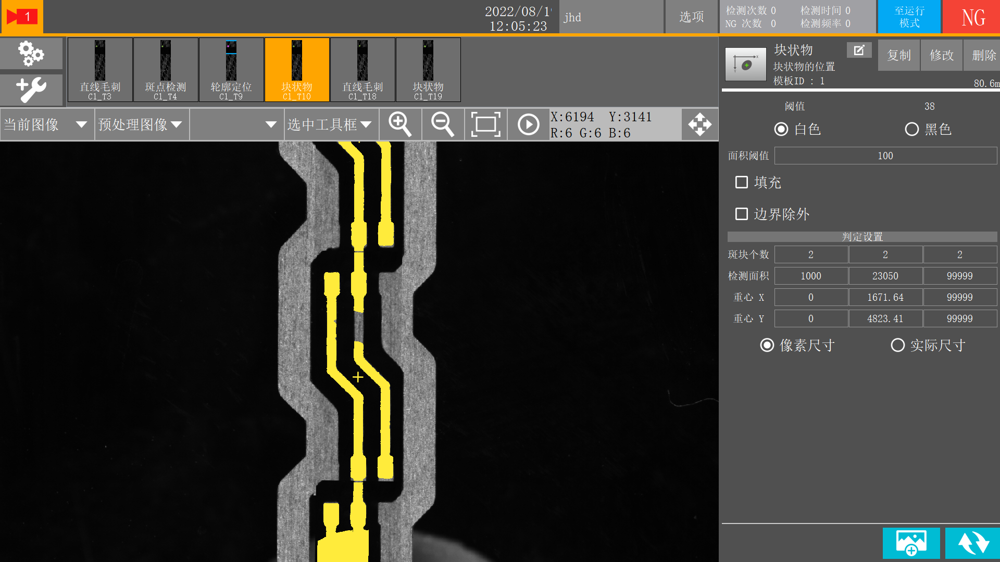 1
2022/08/1
12:05:23
jhd
选项
检测次数 0
检测时间 0
NG 次数 0
检测频率 0
至运行
模式
NG
直线毛刺
C1_T3
斑点检测
C1_T4
轮廓定位
C1_T9
块状物
C1_T10
直线毛刺
C1_T18
块状物
C1_T19
块状物
块状物的位置
模板ID : 1
复制
修改
删除
80.6m
当前图像
预处理图像
选中工具框
X:6194 Y:3141
R:6 G:6 B:6
阈值
38
白色
黑色
面积阈值
100
填充
边界除外
判定设置
斑块个数 2 2 2
检测面积 1000 23050 99999
重心 X 0 1671.64 99999
重心 Y 0 4823.41 99999
像素尺寸
实际尺寸